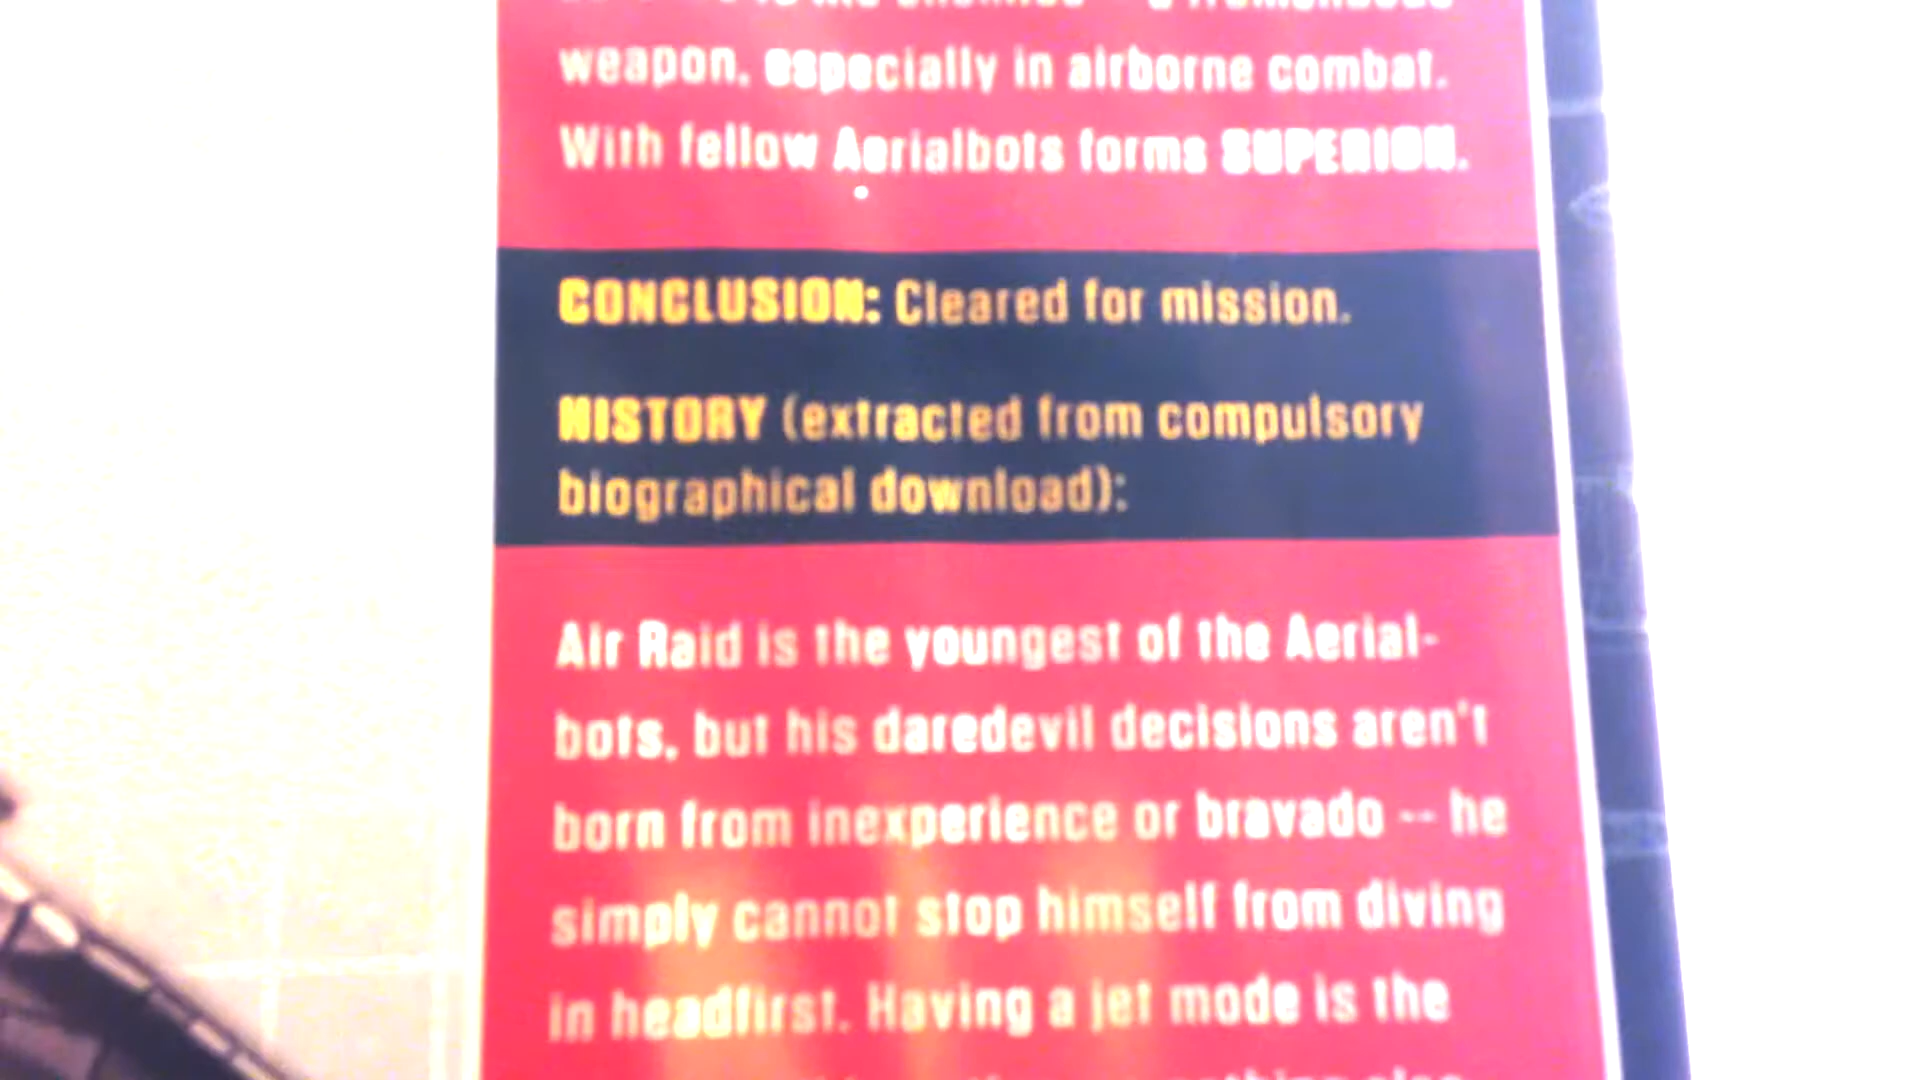 weapon, especially in airborne combat.
With fellow Aerialbots forms SUPERION.
CONCLUSION: Cleared for mission.
HISTORY (extracted from compulsory
biographical download):
Air Raid is the youngest of the Aerial-
bots, but his daredevil decisions aren't
born from inexperience or bravado -- he
simply cannot stop himself from diving
in headfirst. Having a jet mode is the